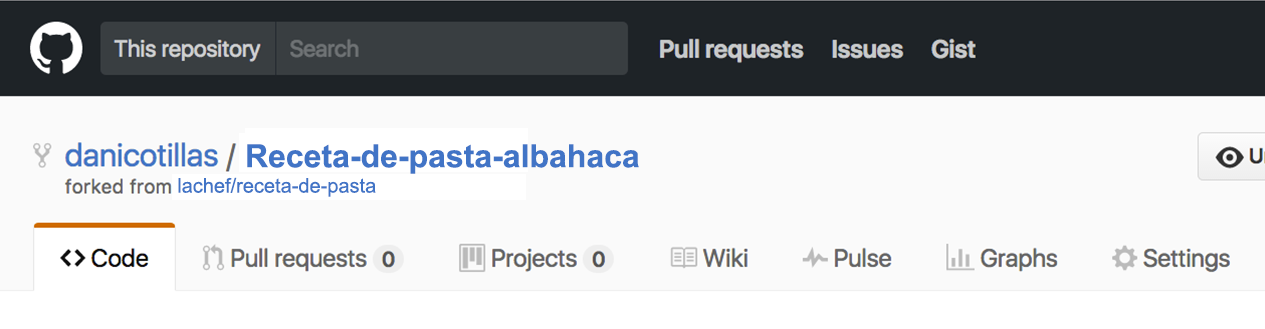 This repository Search Pull requests Issues Gist
danicotillas / Receta-de-pasta-albahaca
forked from lachef/receta-de-pasta
Code Pull requests 0 Projects 0 Wiki Pulse Graphs Settings